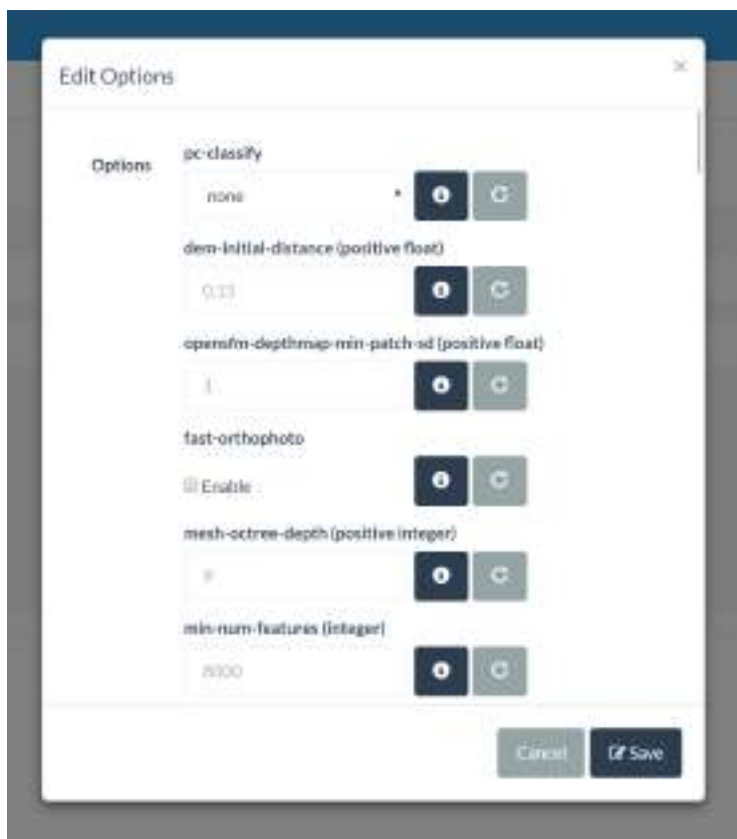 Edit Options
×
Options
pc-classify
none
dem-initial-distance (positive float)
0.15
opensfm-depthmap-min-patch-sd (positive float)
1
fast-orthophoto
Enable
mesh-octree-depth (positive integer)
9
min-num-features (integer)
8000
Cancel
Save